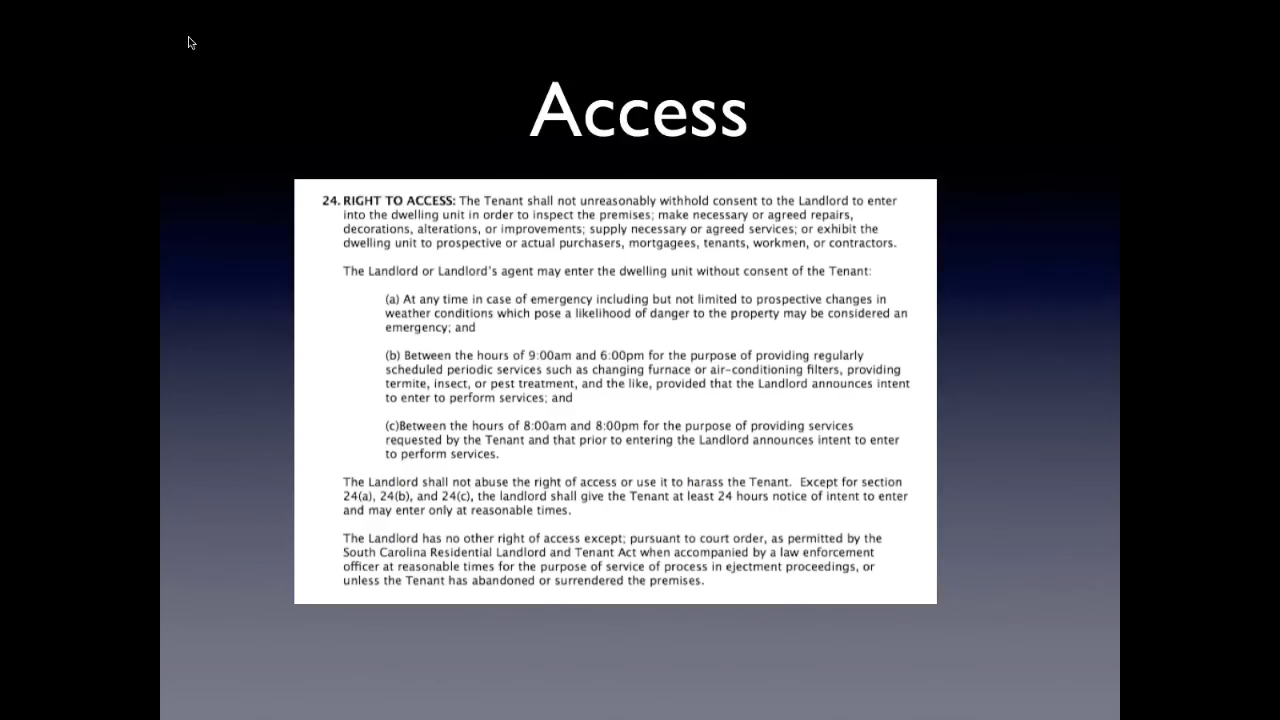 Access
24. RIGHT TO ACCESS: The Tenant shall not unreasonably withhold consent to the Landlord to enter
into the dwelling unit in order to inspect the premises; make necessary or agreed repairs,
decorations, alterations, or improvements; supply necessary or agreed services; or exhibit the
dwelling unit to prospective or actual purchasers, mortgagees, tenants, workmen, or contractors.
The Landlord or Landlord's agent may enter the dwelling unit without consent of the Tenant:
(a) At any time in case of emergency including but not limited to prospective changes in
weather conditions which pose a likelihood of danger to the property may be considered an
emergency; and
(b) Between the hours of 9:00am and 6:00pm for the purpose of providing regularly
scheduled periodic services such as changing furnace or air-conditioning filters, providing
termite, insect, or pest treatment, and the like, provided that the Landlord announces intent
to enter to perform services; and
(c)Between the hours of 8:00am and 8:00pm for the purpose of providing services
requested by the Tenant and that prior to entering the Landlord announces intent to enter
to perform services.
The Landlord shall not abuse the right of access or use it to harass the Tenant. Except for section
24(a), 24(b), and 24(c), the landlord shall give the Tenant at least 24 hours notice of intent to enter
and may enter only at reasonable times.
The Landlord has no other right of access except; pursuant to court order, as permitted by the
South Carolina Residential Landlord and Tenant Act when accompanied by a law enforcement
officer at reasonable times for the purpose of service of process in ejectment proceedings, or
unless the Tenant has abandoned or surrendered the premises.